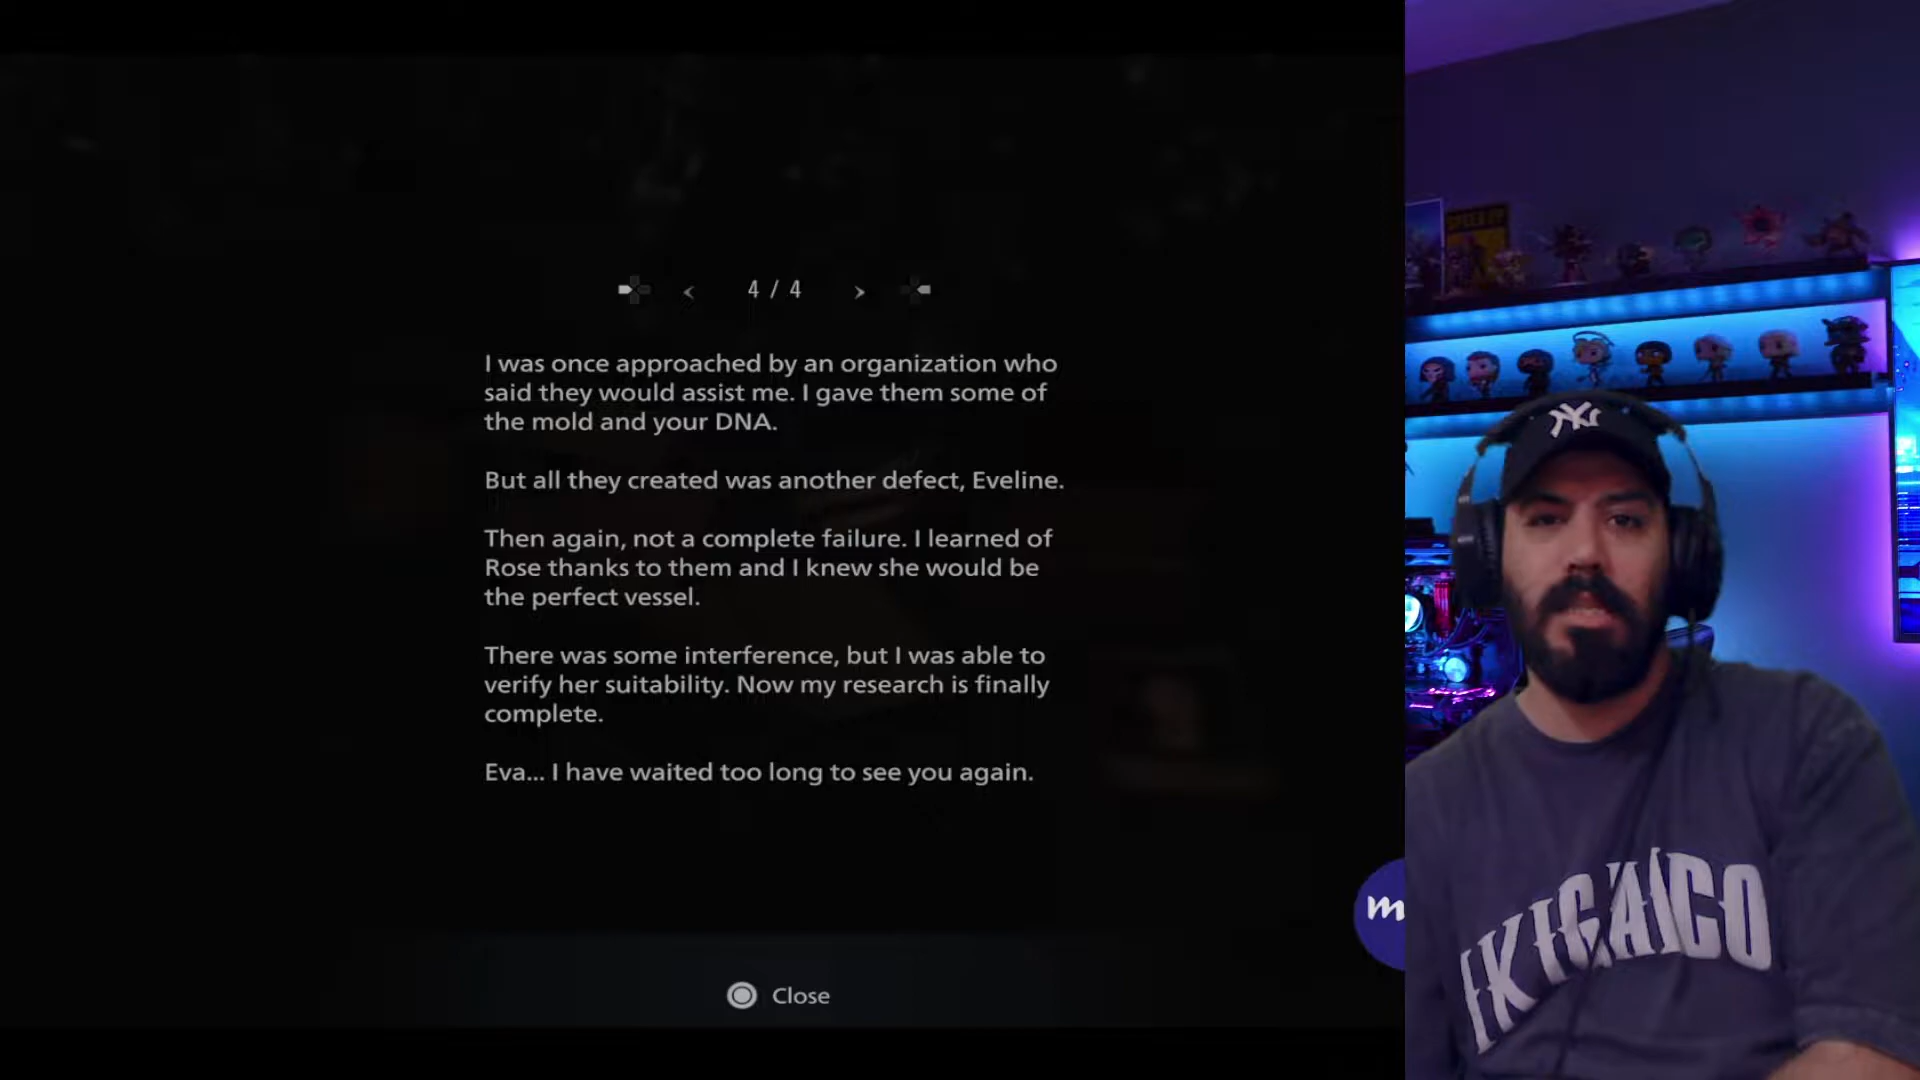 4 / 4
I was once approached by an organization who
said they would assist me. I gave them some of
the mold and your DNA.
But all they created was another defect, Eveline.
Then again, not a complete failure. I learned of
Rose thanks to them and I knew she would be
the perfect vessel.
There was some interference, but I was able to
verify her suitability. Now my research is finally
complete.
Eva... I have waited too long to see you again.
Close
m
SPEED UP
NY
IKIGAICO